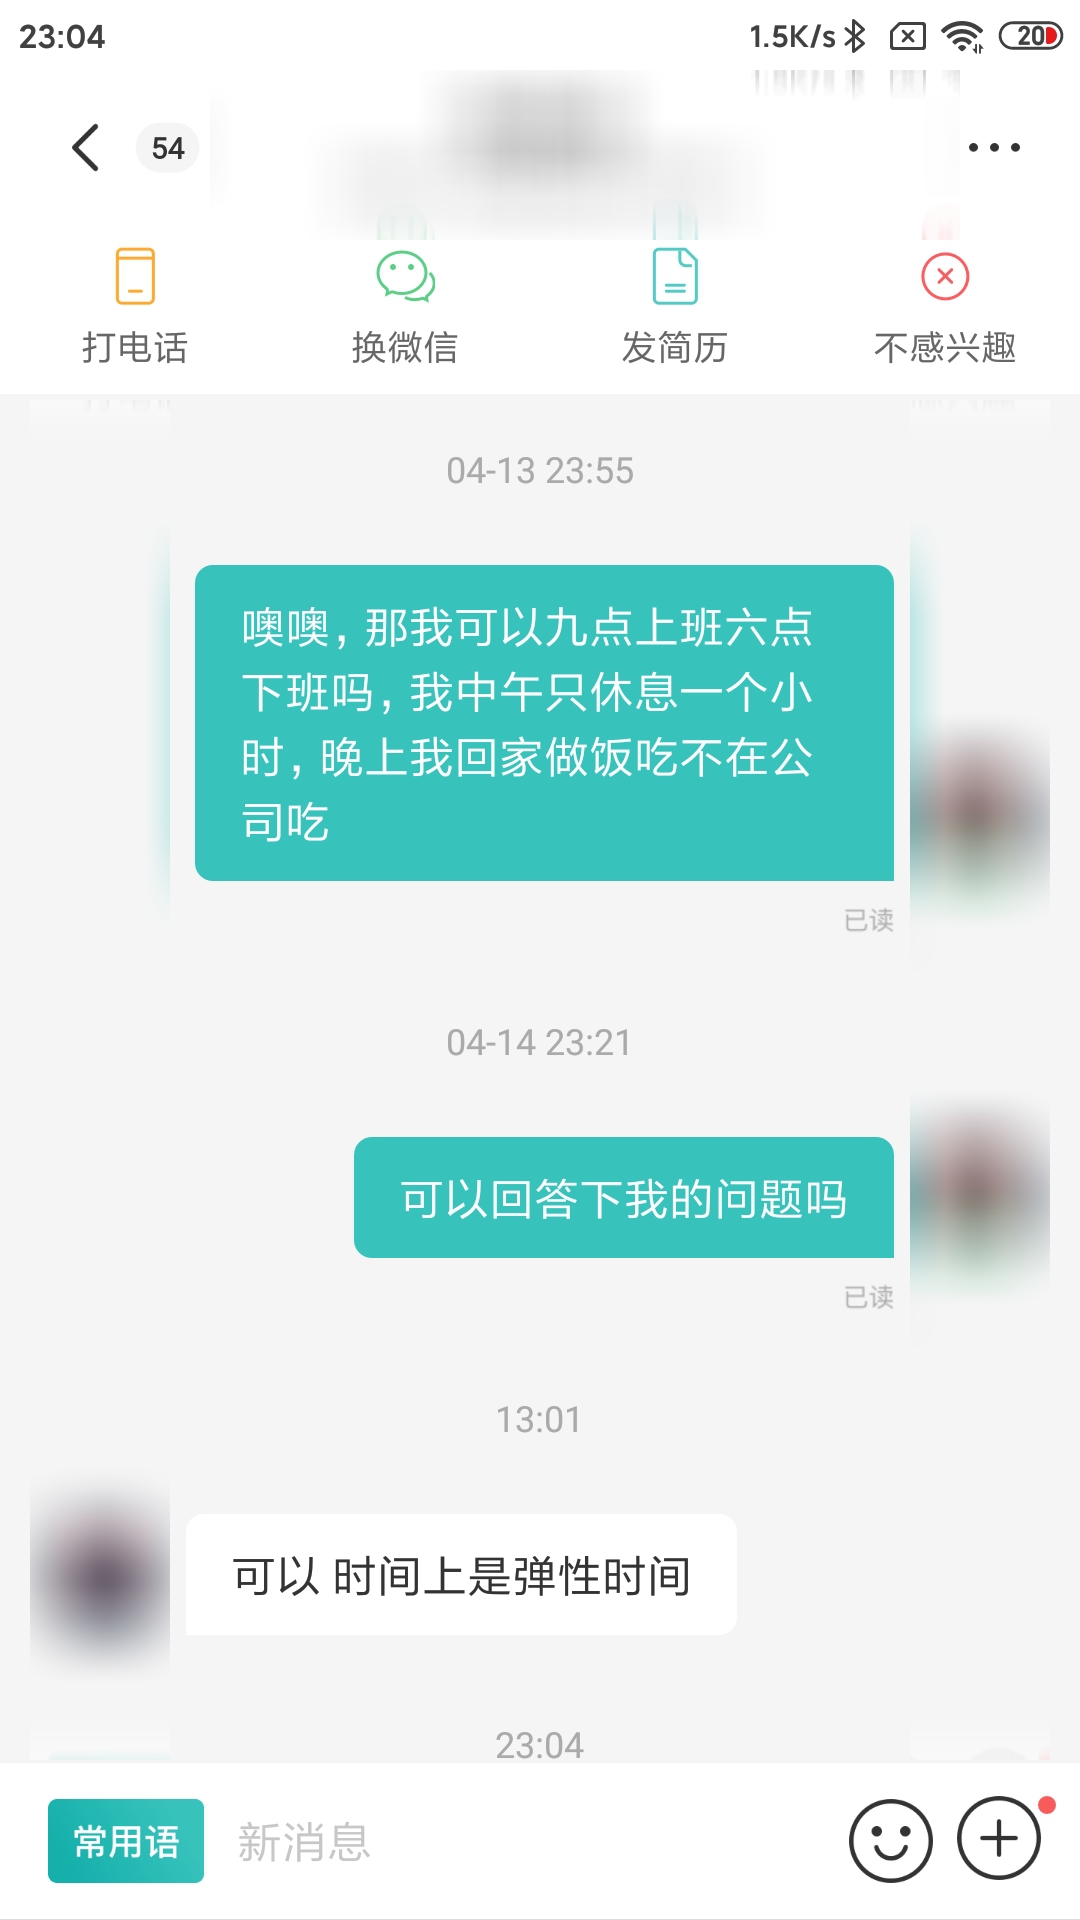 23:04
1.5K/s
20
54
打电话
换微信
发简历
不感兴趣
04-13 23:55
噢噢，那我可以九点上班六点
下班吗，我中午只休息一个小
时，晚上我回家做饭吃不在公
司吃
已读
04-14 23:21
可以回答下我的问题吗
已读
13:01
可以 时间上是弹性时间
23:04
常用语
新消息